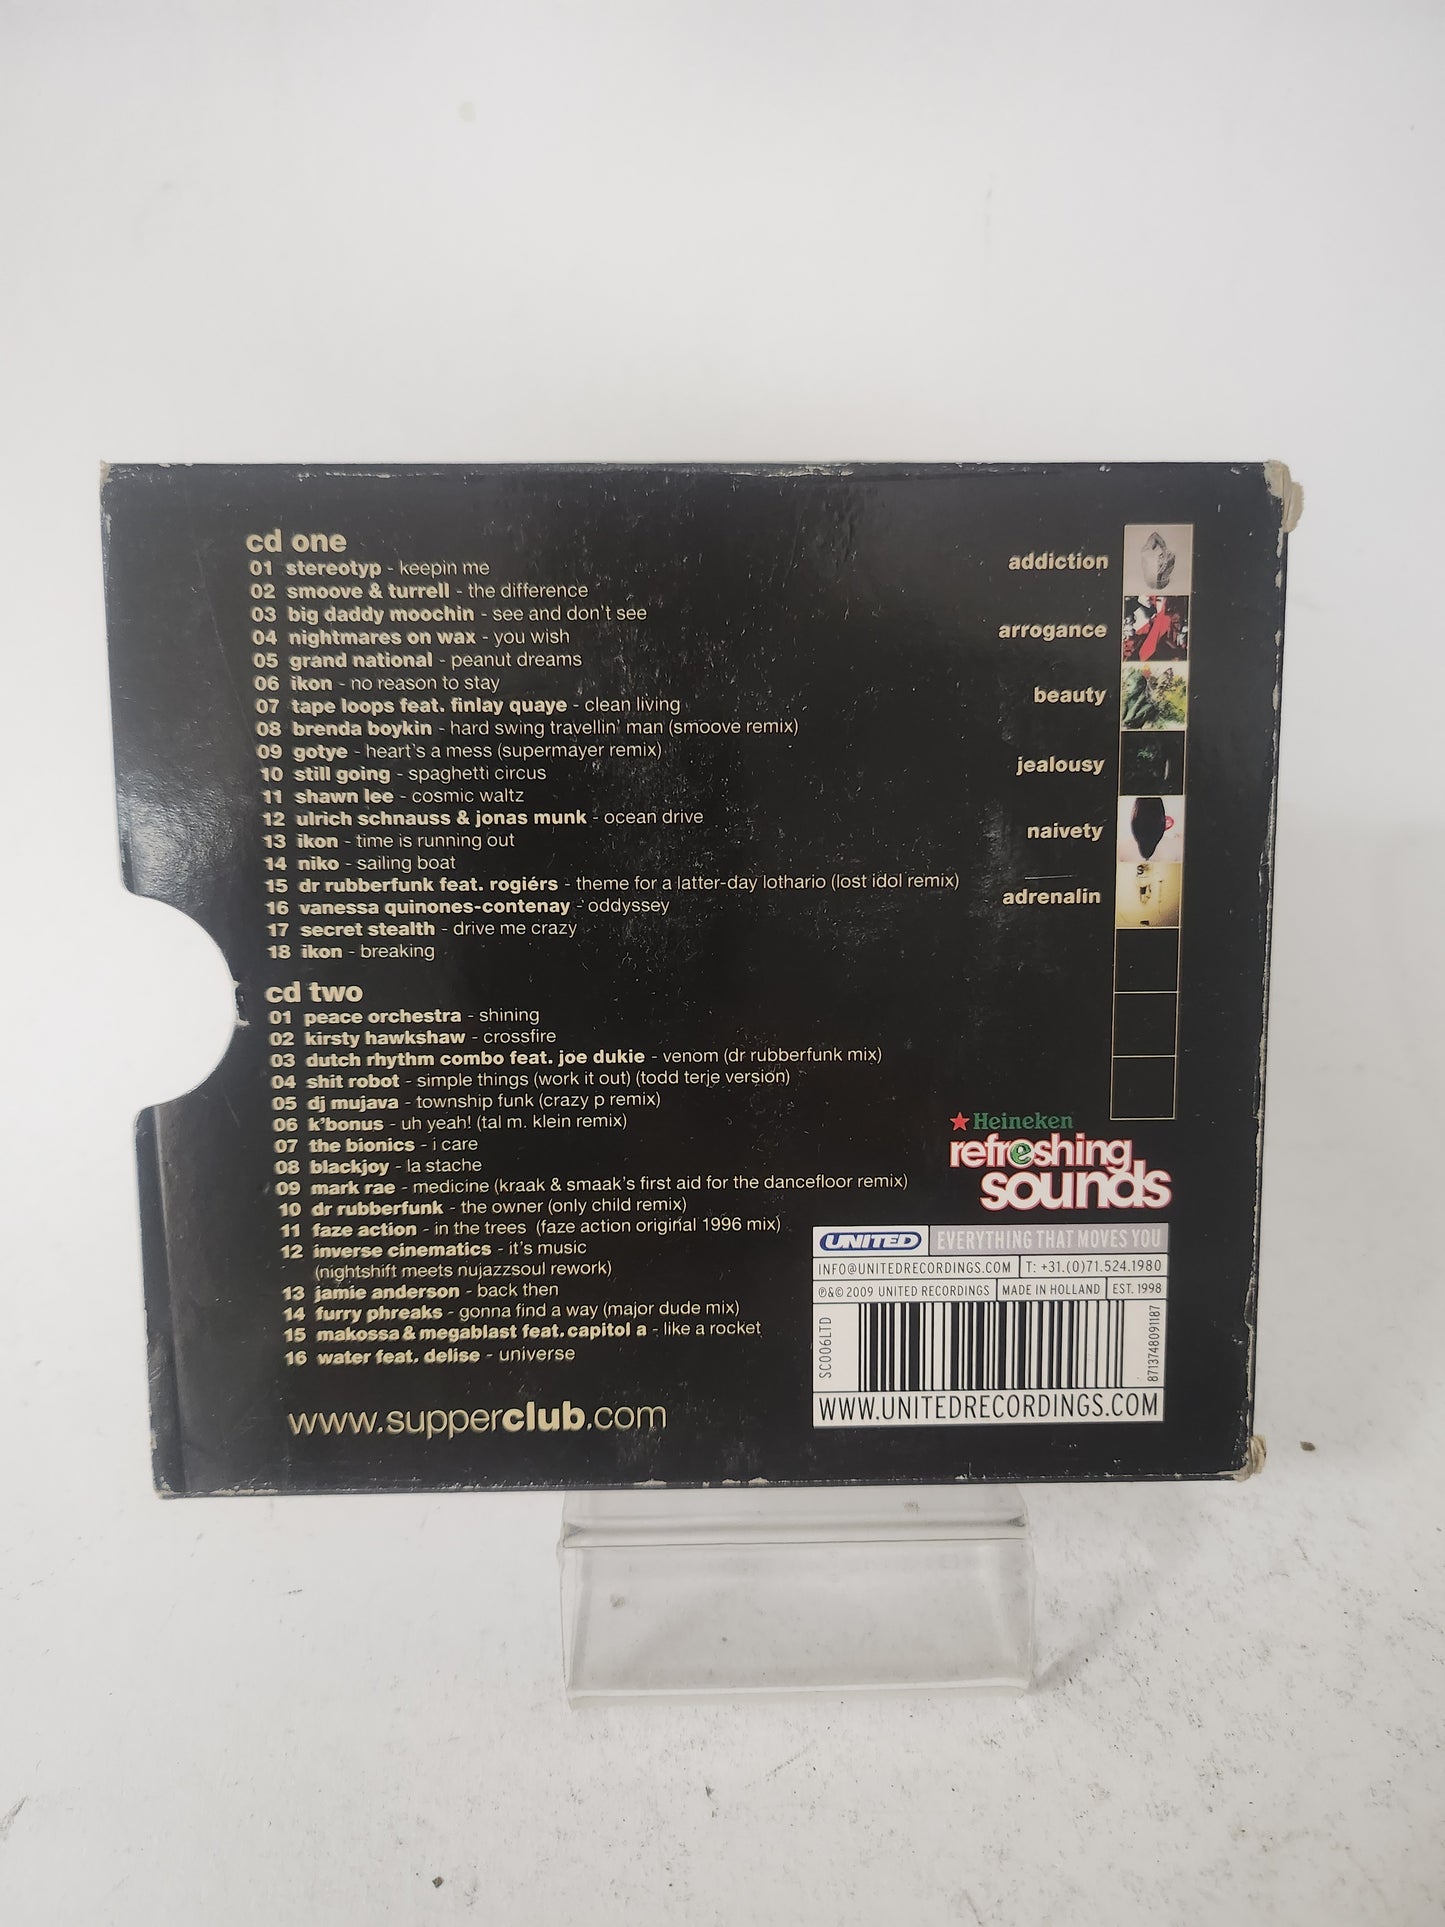 cd one
01 stereotyp - keepin me
02 smoove & turrell - the difference
03 big daddy moochin - see and don't see
04 nightmares on wax - you wish
05 grand national - peanut dreams
06 ikon - no reason to stay
07 tape loops feat. finlay quaye - clean living
08 brenda boykin - hard swing travellin' man (smoove remix)
09 gotye - heart's a mess (supermayer remix)
10 still going - spaghetti circus
11 shawn lee - cosmic waltz
12 ulrich schnauss & jonas munk - ocean drive
13 ikon - time is running out
14 niko - sailing boat
15 dr rubberfunk feat. rogiérs - theme for a latter-day lothario (lost idol remix)
16 vanessa quinones-contenay - oddyssey
17 secret stealth - drive me crazy
18 ikon - breaking
cd two
01 peace orchestra - shining
02 kirsty hawkshaw - crossfire
03 dutch rhythm combo feat. joe dukie - venom (dr rubberfunk mix)
04 shit robot - simple things (work it out) (todd terje version)
05 dj mujava - township funk (crazy p remix)
06 k'bonus - uh yeah! (tal m. klein remix)
07 the bionics - i care
08 blackjoy - la stache
09 mark rae - medicine (kraak & smaak's first aid for the dancefloor remix)
10 dr rubberfunk - the owner (only child remix)
11 faze action - in the trees (faze action original 1996 mix)
12 inverse cinematics - it's music
(nightshift meets nujazzsoul rework)
13 jamie anderson - back then
14 furry phreaks - gonna find a way (major dude mix)
15 makossa & megablast feat. capitol a - like a rocket
16 water feat. delise - universe
www.supperclub.com
addiction
arrogance
beauty
jealousy
naivety
adrenalin
Heineken
refreshing
sounds
UNITED EVERYTHING THAT MOVES YOU
INFO@UNITEDRECORDINGS.COM T: +31.(0)71.524.1980
℗&© 2009 UNITED RECORDINGS MADE IN HOLLAND EST. 1998
SC006LTD
8713748091187
WWW.UNITEDRECORDINGS.COM